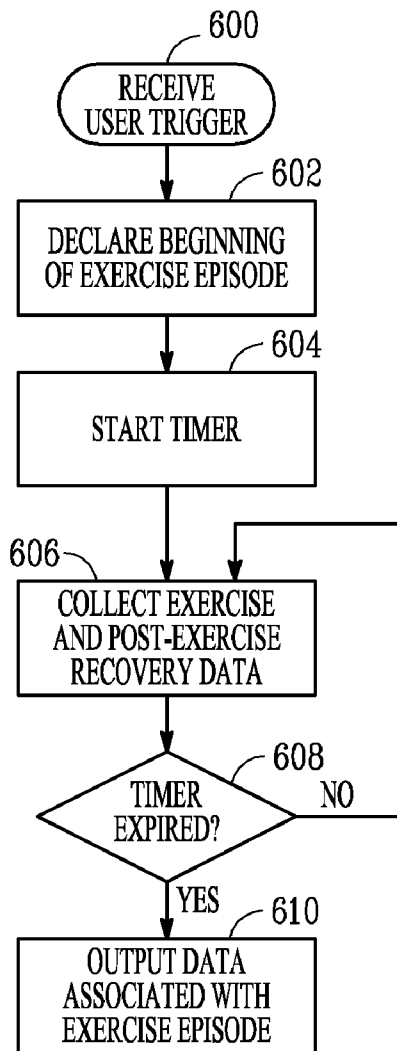 600
RECEIVE
USER TRIGGER
602
DECLARE BEGINNING
OF EXERCISE EPISODE
604
START TIMER
606
COLLECT EXERCISE
AND POST-EXERCISE
RECOVERY DATA
608
TIMER
EXPIRED?
NO
YES
610
OUTPUT DATA
ASSOCIATED WITH
EXERCISE EPISODE